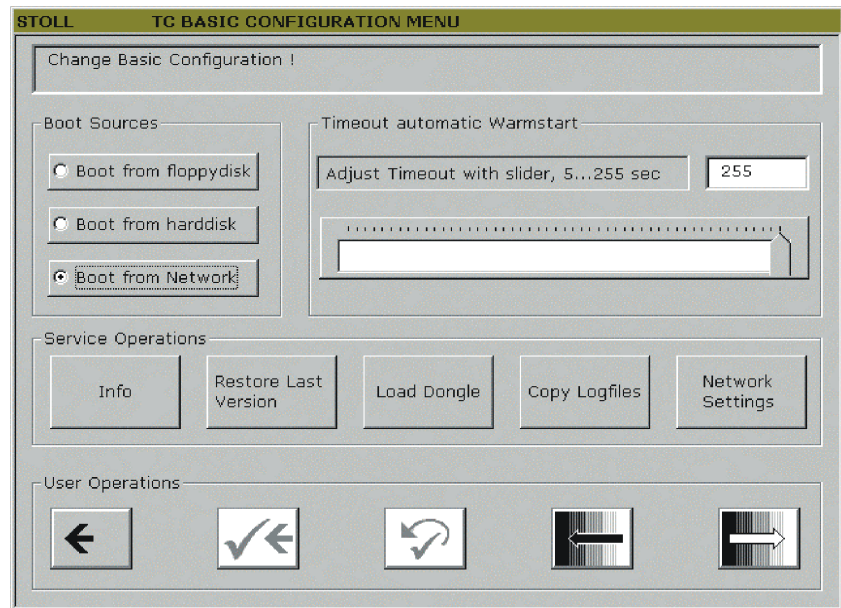 STOLL TC BASIC CONFIGURATION MENU
Change Basic Configuration !
Boot Sources
Boot from floppydisk
Boot from harddisk
Boot from Network
Timeout automatic Warmstart
Adjust Timeout with slider, 5...255 sec
255
Service Operations
Info
Restore Last
Version
Load Dongle
Copy Logfiles
Network
Settings
User Operations